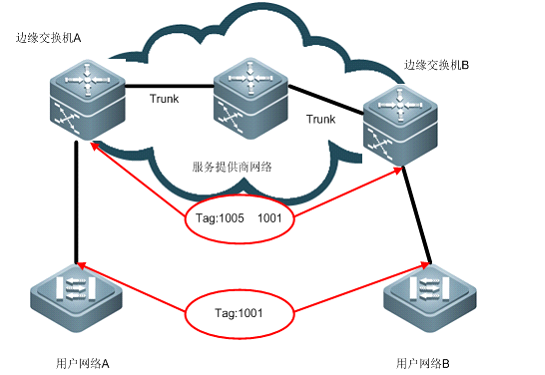 边缘交换机A
边缘交换机B
Trunk
Trunk
服务提供商网络
Tag:1005 1001
Tag:1001
用户网络A
用户网络B